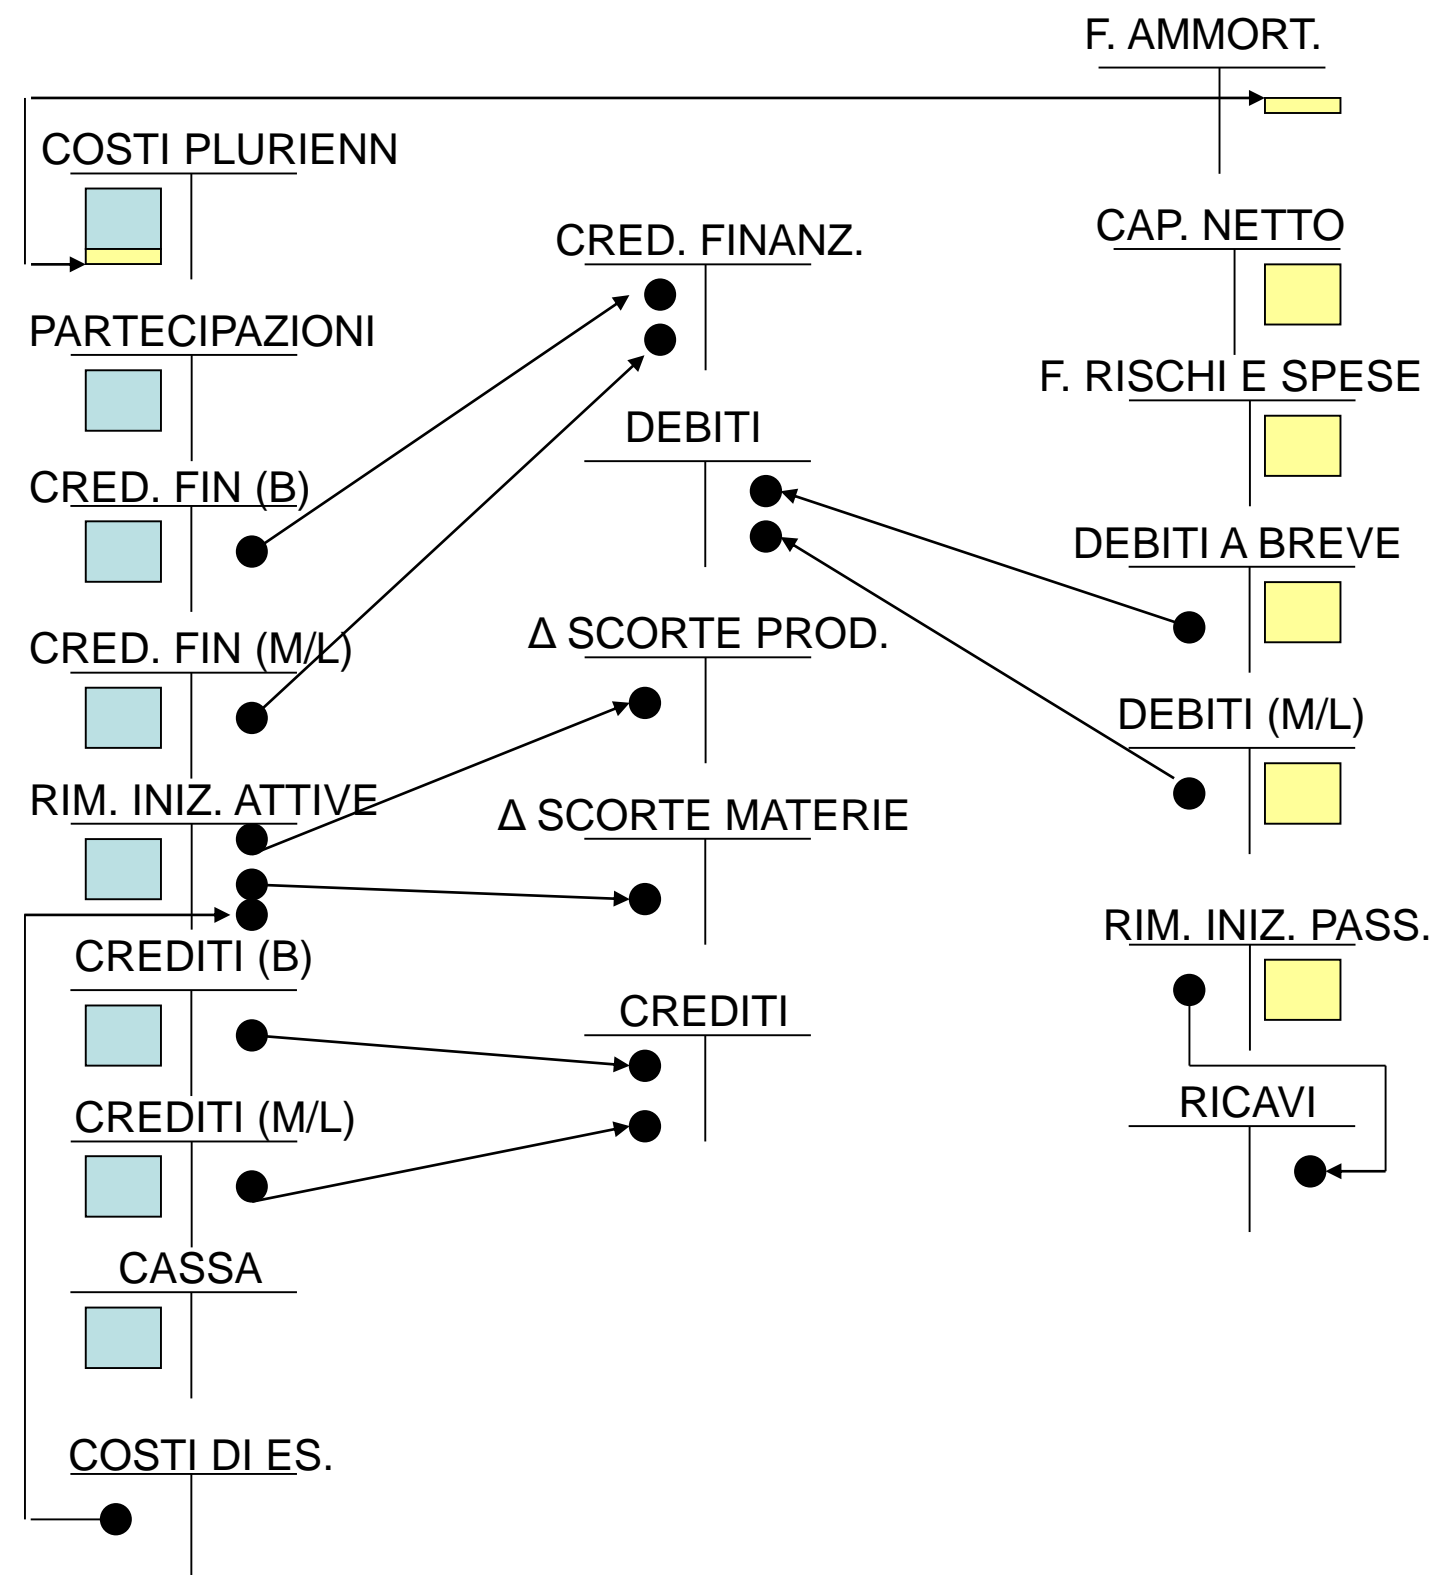 F. AMMORT.
COSTI PLURIENN
CAP. NETTO
CRED. FINANZ.
PARTECIPAZIONI
F. RISCHI E SPESE
DEBITI
CRED. FIN (B)
DEBITI A BREVE
Δ SCORTE PROD.
CRED. FIN (M/L)
DEBITI (M/L)
RIM. INIZ. ATTIVE
Δ SCORTE MATERIE
RIM. INIZ. PASS.
CREDITI (B)
CREDITI
RICAVI
CREDITI (M/L)
CASSA
COSTI DI ES.